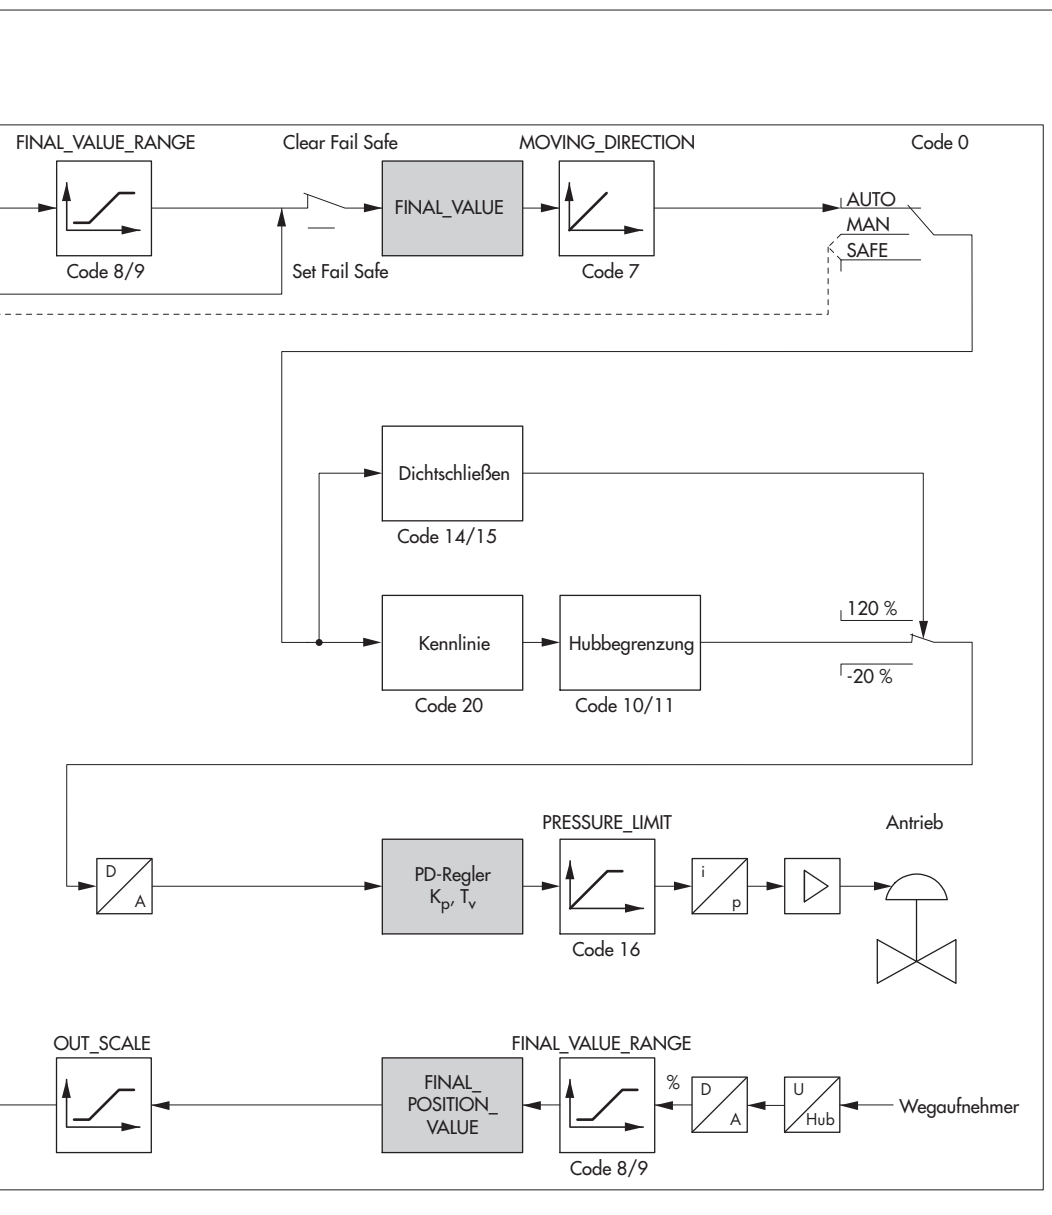 FINAL_VALUE_RANGE
Clear Fail Safe
MOVING_DIRECTION
Code 0
FINAL_VALUE
AUTO
MAN
SAFE
Code 8/9
Set Fail Safe
Code 7
Dichtschließen
Code 14/15
120 %
Kennlinie
Hubbegrenzung
-20 %
Code 20
Code 10/11
PRESSURE_LIMIT
Antrieb
D
A
PD-Regler
Kp, Tv
i
p
Code 16
OUT_SCALE
FINAL_VALUE_RANGE
FINAL_
POSITION_
VALUE
%
D
A
U
Hub
Wegaufnehmer
Code 8/9